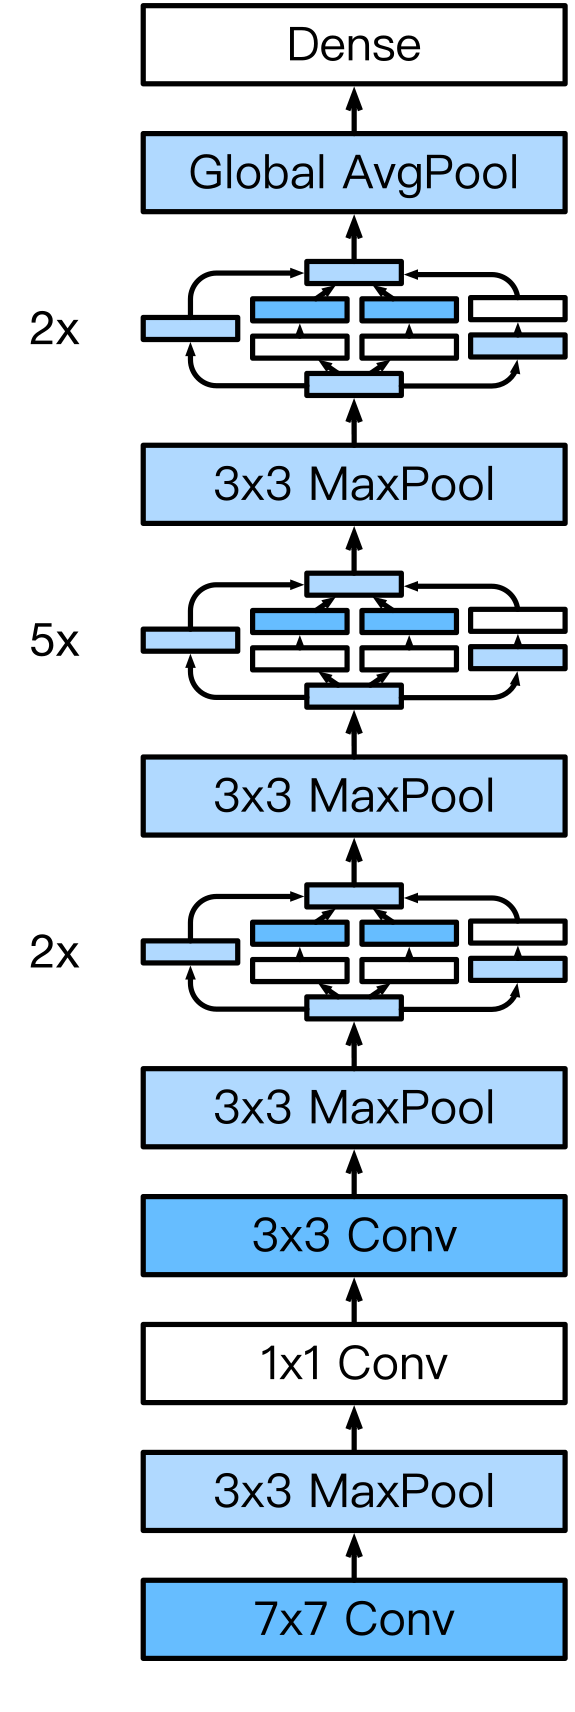 Dense
Global AvgPool
2x
3x3 MaxPool
5x
3x3 MaxPool
2x
3x3 MaxPool
3x3 Conv
1x1 Conv
3x3 MaxPool
7x7 Conv